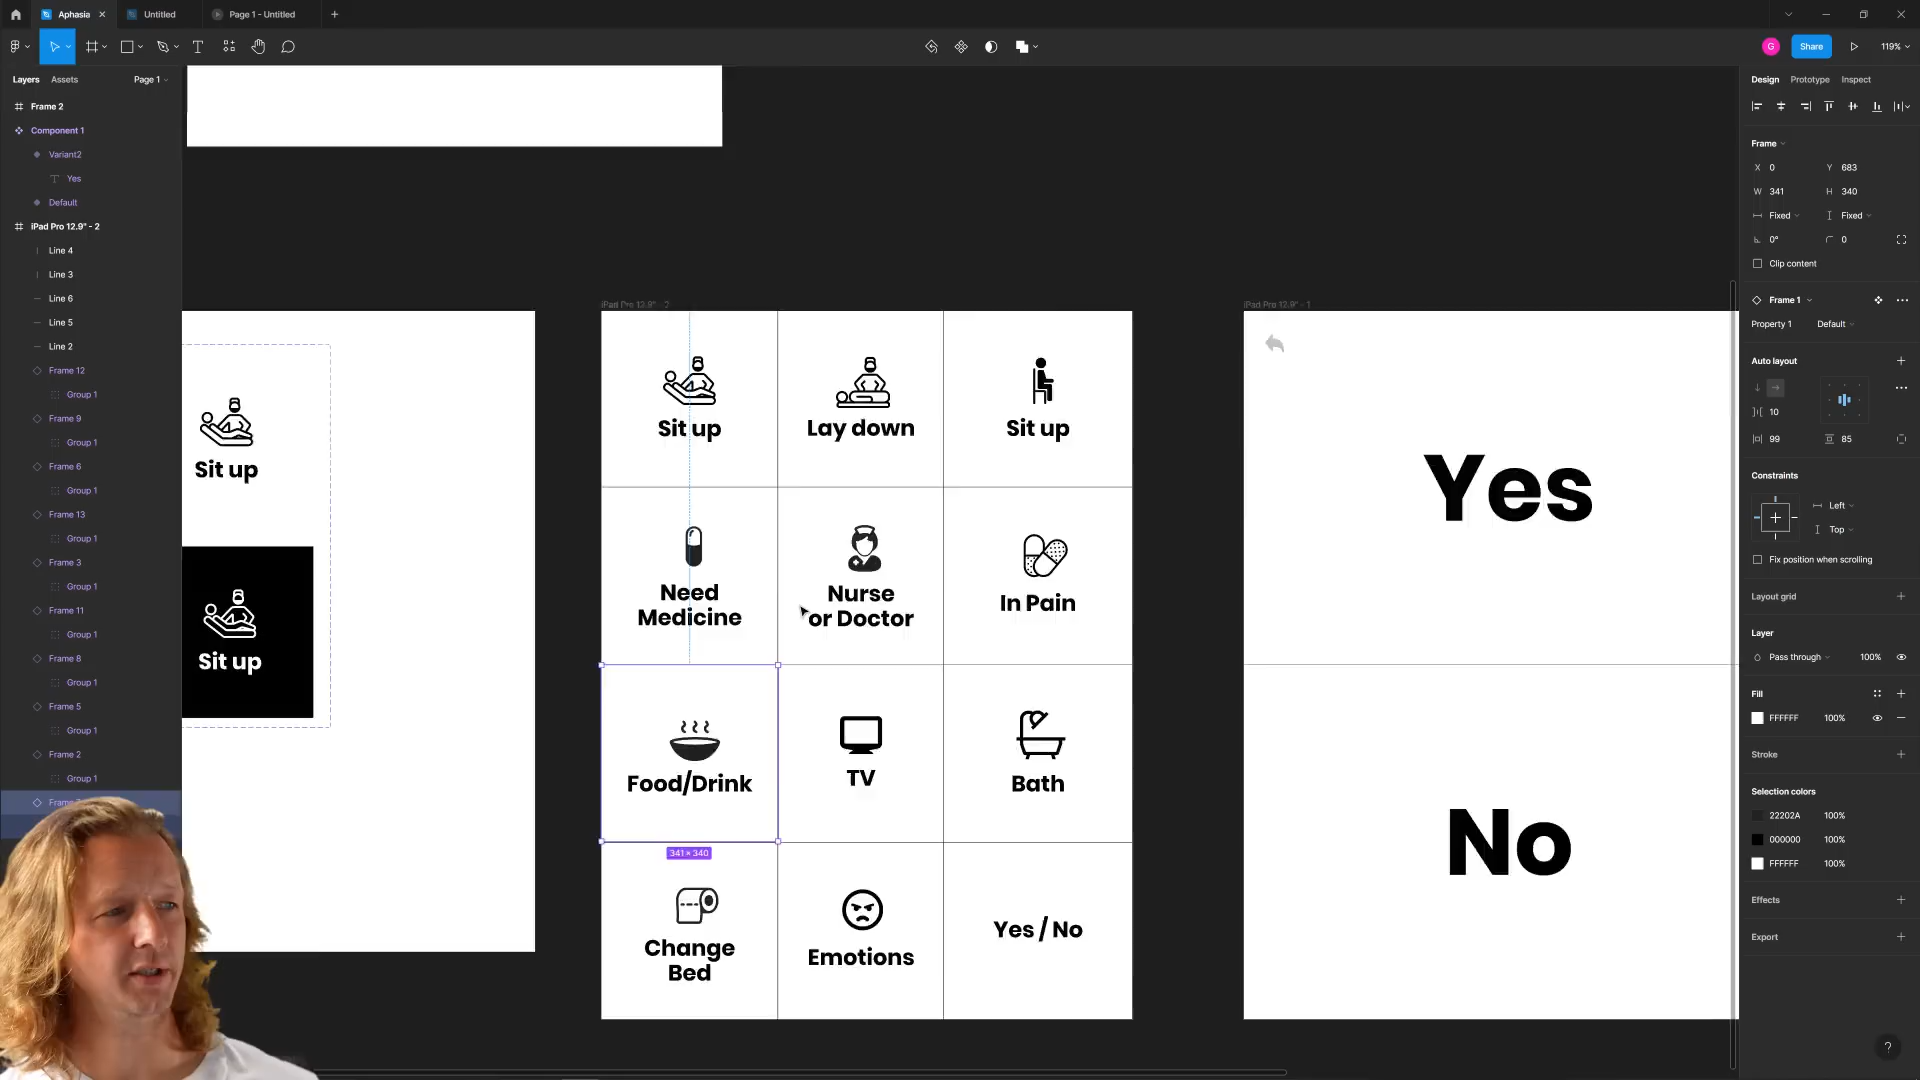 Aphasia
Untitled
Page 1 - Untitled
G
Share
119%
Layers
Assets
Page 1
Frame 2
Component 1
Variant2
Yes
Default
iPad Pro 12.9" - 2
Line 4
Line 3
Line 6
Line 5
Line 2
Frame 12
Group 1
Frame 9
Group 1
Frame 6
Group 1
Frame 13
Group 1
Frame 3
Group 1
Frame 11
Group 1
Frame 8
Group 1
Frame 5
Group 1
Frame 2
Group 1
Frame
Sit up
Sit up
iPad Pro 12.9" - 2
Sit up
Lay down
Sit up
Need
Medicine
Nurse
or Doctor
In Pain
Food/Drink
TV
Bath
341 × 340
Change
Bed
Emotions
Yes / No
iPad Pro 12.9" - 1
Yes
No
Design
Prototype
Inspect
Frame
X 0
Y 683
W 341
H 340
Fixed
Fixed
0°
0
Clip content
Frame 1
Property 1
Default
Auto layout
10
99
85
Constraints
Left
Top
Fix position when scrolling
Layout grid
Layer
Pass through
100%
Fill
FFFFFF
100%
Stroke
Selection colors
22202A
100%
000000
100%
FFFFFF
100%
Effects
Export
?